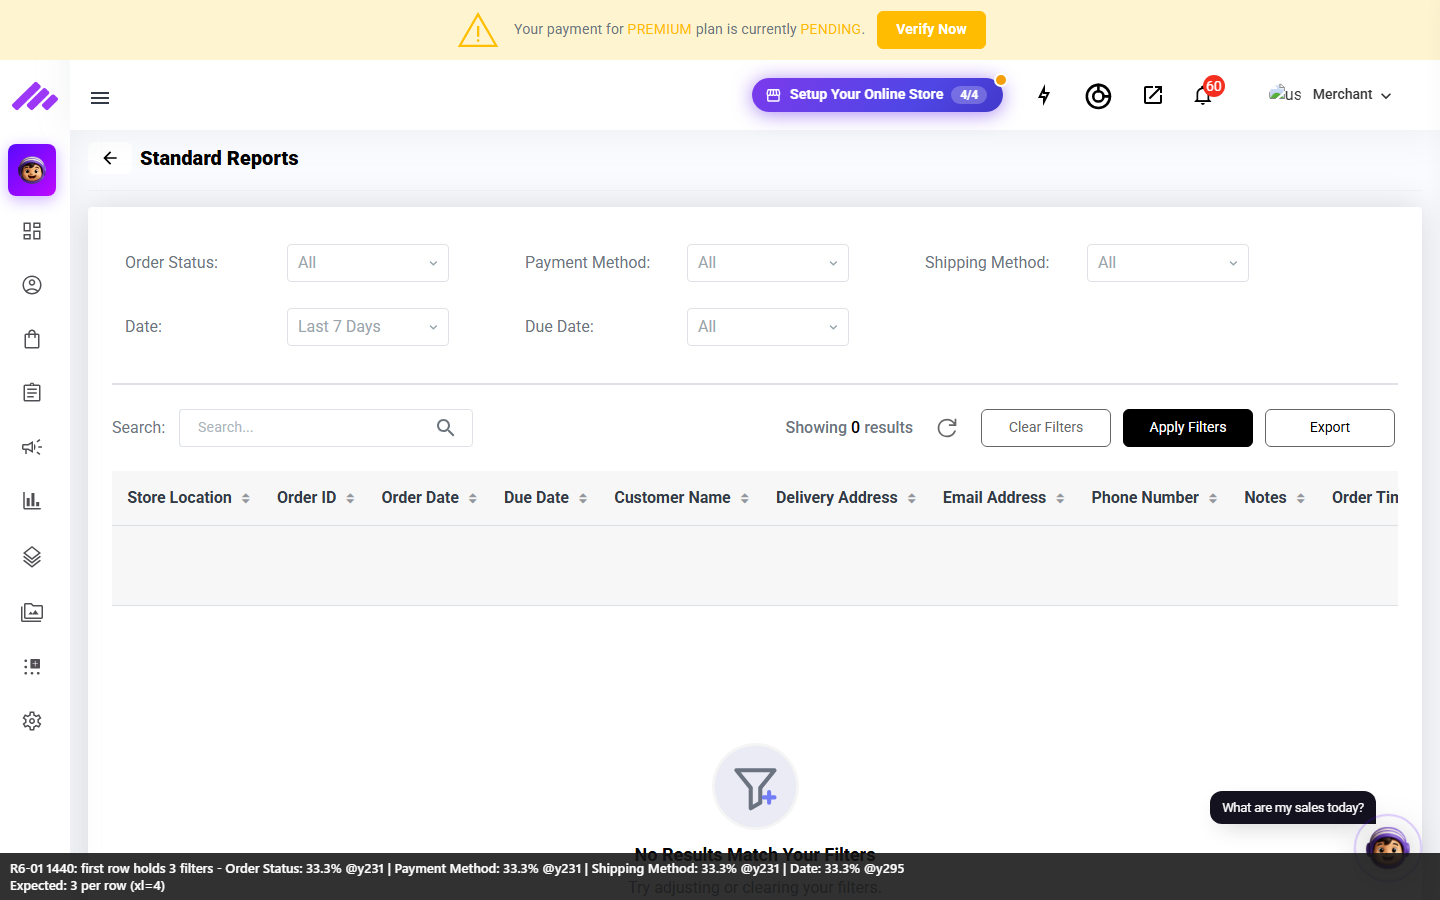 Your payment for PREMIUM plan is currently PENDING. Verify Now
Setup Your Online Store 4/4
60
us Merchant
Standard Reports
Order Status: All Payment Method: All Shipping Method: All
Date: Last 7 Days Due Date: All
Search: Search... Showing 0 results Clear Filters Apply Filters Export
Store Location Order ID Order Date Due Date Customer Name Delivery Address Email Address Phone Number Notes Order Tim
What are my sales today?
No Results Match Your Filters
Try adjusting or clearing your filters.
R6-01 1440: first row holds 3 filters - Order Status: 33.3% @y231 | Payment Method: 33.3% @y231 | Shipping Method: 33.3% @y231 | Date: 33.3% @y295
Expected: 3 per row (xl=4)